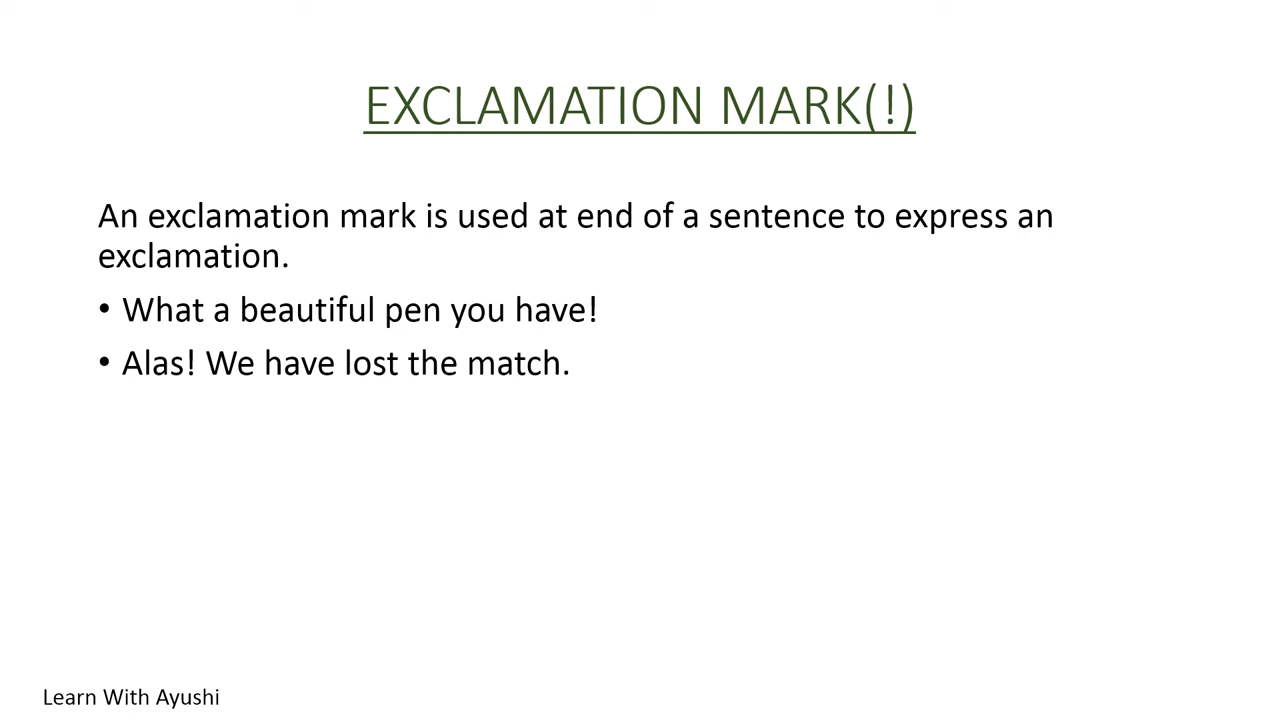 EXCLAMATION MARK(!)
An exclamation mark is used at end of a sentence to express an
exclamation.
• What a beautiful pen you have!
• Alas! We have lost the match.
Learn With Ayushi